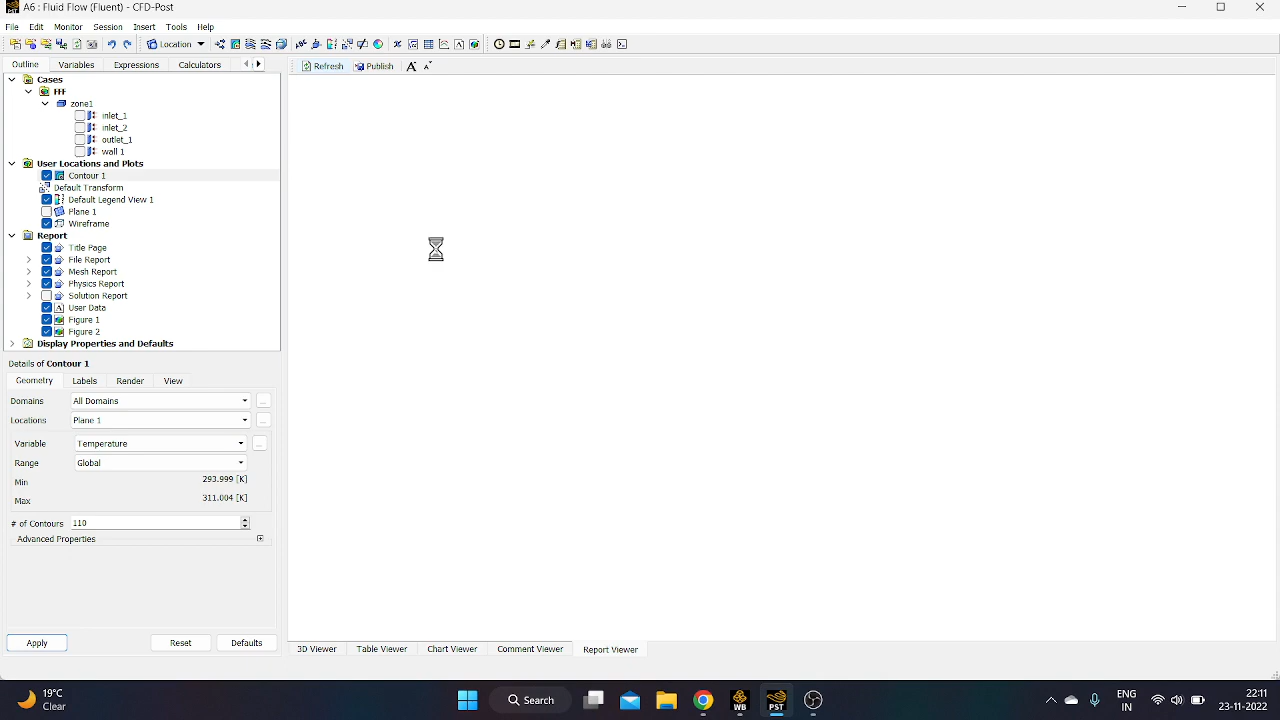 A6 : Fluid Flow (Fluent) - CFD-Post
File Edit Monitor Session Insert Tools Help
Location
Outline Variables Expressions Calculators
Refresh Publish
Cases
FFF
zone1
inlet_1
inlet_2
outlet_1
wall 1
User Locations and Plots
Contour 1
Default Transform
Default Legend View 1
Plane 1
Wireframe
Report
Title Page
File Report
Mesh Report
Physics Report
Solution Report
User Data
Figure 1
Figure 2
Display Properties and Defaults
Details of Contour 1
Geometry Labels Render View
Domains All Domains ...
Locations Plane 1 ...
Variable Temperature ...
Range Global
Min 293.999 [K]
Max 311.004 [K]
# of Contours 110
Advanced Properties
Apply Reset Defaults
3D Viewer Table Viewer Chart Viewer Comment Viewer Report Viewer
19°C
Clear
Search
WB
PST
ENG
IN
22:11
23-11-2022